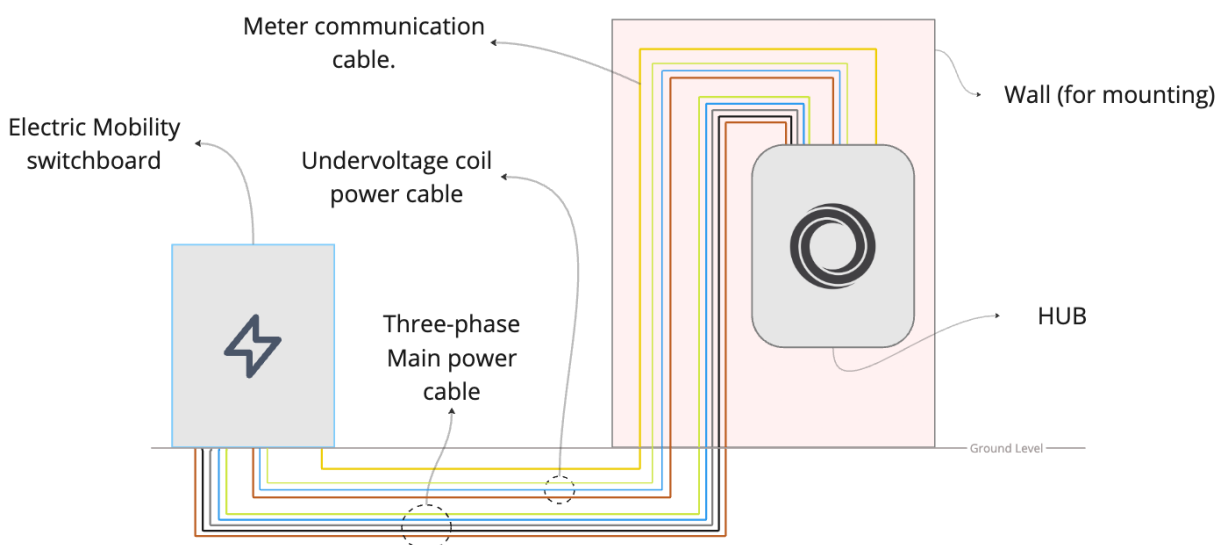 Meter communication
cable.
Wall (for mounting)
Electric Mobility
switchboard
Undervoltage coil
power cable
Three-phase
Main power
cable
HUB
Ground Level